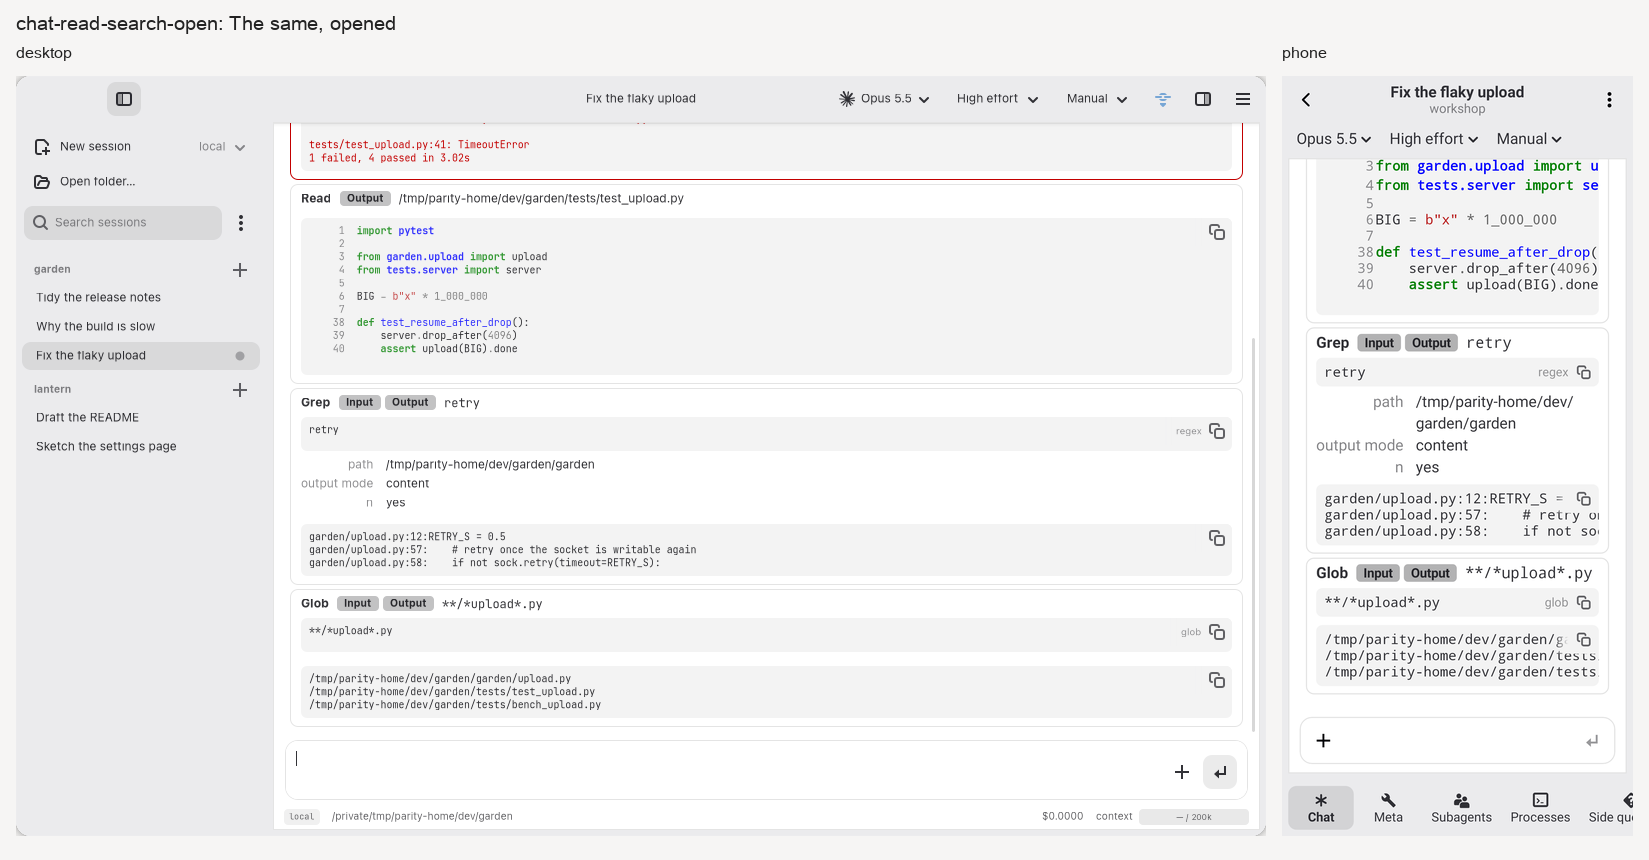 chat-read-search-open: The same, opened
desktop
Fix the flaky upload
Opus 5.5
High effort
Manual
New session
local
Open folder...
Search sessions
garden
Tidy the release notes
Why the build is slow
Fix the flaky upload
lantern
Draft the README
Sketch the settings page
tests/test_upload.py:41: TimeoutError
1 failed, 4 passed in 3.02s
Read Output /tmp/parity-home/dev/garden/tests/test_upload.py
1 import pytest
2
3 from garden.upload import upload
4 from tests.server import server
5
6 BIG = b"x" * 1_000_000
7
38 def test_resume_after_drop():
39     server.drop_after(4096)
40     assert upload(BIG).done
Grep Input Output retry
retry regex
path /tmp/parity-home/dev/garden/garden
output mode content
n yes
garden/upload.py:12:RETRY_S = 0.5
garden/upload.py:57:    # retry once the socket is writable again
garden/upload.py:58:    if not sock.retry(timeout=RETRY_S):
Glob Input Output **/*upload*.py
**/*upload*.py glob
/tmp/parity-home/dev/garden/garden/upload.py
/tmp/parity-home/dev/garden/tests/test_upload.py
/tmp/parity-home/dev/garden/tests/bench_upload.py
local /private/tmp/parity-home/dev/garden
$0.0000 context — / 200k
phone
Fix the flaky upload
workshop
Opus 5.5 High effort Manual
3 from garden.upload import u
4 from tests.server import se
5
6 BIG = b"x" * 1_000_000
7
38 def test_resume_after_drop(
39     server.drop_after(4096)
40     assert upload(BIG).done
Grep Input Output retry
retry regex
path /tmp/parity-home/dev/
garden/garden
output mode content
n yes
garden/upload.py:12:RETRY_S =
garden/upload.py:57:    # retry
garden/upload.py:58:    if not
Glob Input Output **/*upload*.py
**/*upload*.py glob
/tmp/parity-home/dev/garden/g
/tmp/parity-home/dev/garden/tests
/tmp/parity-home/dev/garden/tests.
Chat Meta Subagents Processes Side